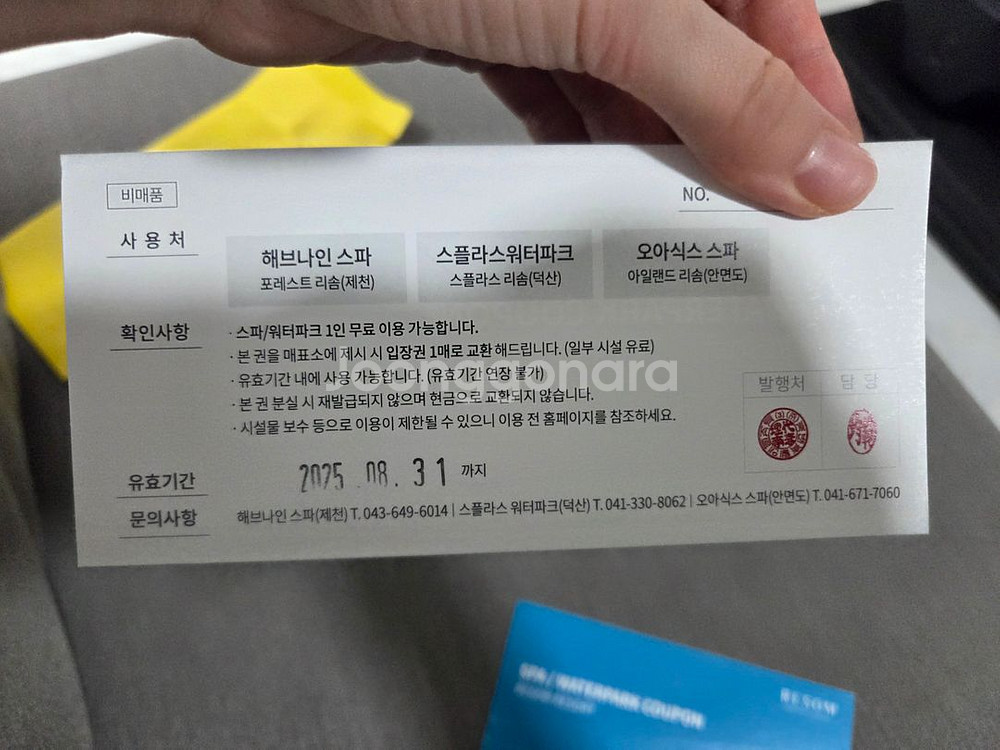 비매품
NO.
사용처
해브나인 스파
포레스트 리솜(제천)
스플라스워터파크
스플라스 리솜(덕산)
오아식스 스파
아일랜드 리솜(안면도)
확인사항
· 스파/워터파크 1인 무료 이용 가능합니다.
· 본 권을 매표소에 제시 시 입장권 1매로 교환 해드립니다. (일부 시설 유료)
· 유효기간 내에 사용 가능합니다. (유효기간 연장 불가)
· 본 권 분실 시 재발급되지 않으며 현금으로 교환되지 않습니다.
· 시설물 보수 등으로 이용이 제한될 수 있으니 이용 전 홈페이지를 참조하세요.
Joonggonara
발행처 담당
유효기간
2025 .08. 31 까지
문의사항
해브나인 스파(제천) T. 043-649-6014 | 스플라스 워터파크(덕산) T. 041-330-8062 | 오아식스 스파(안면도) T. 041-671-7060
SPA / WATERPARK COUPON
RESOM RESORT
RESOM